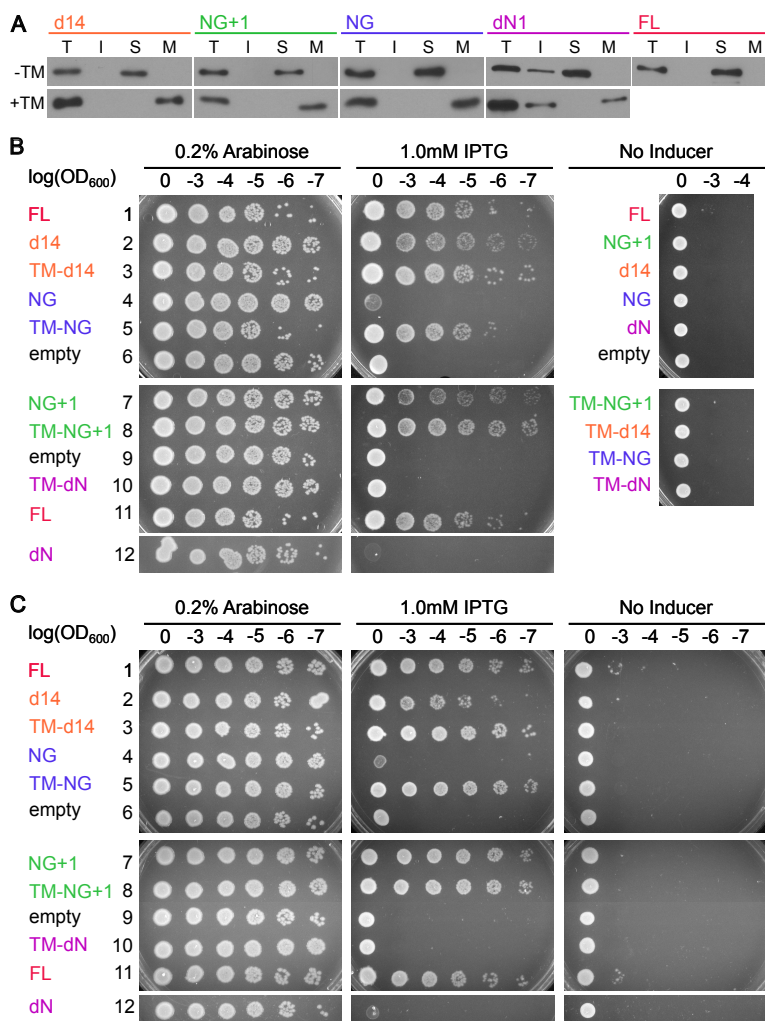 A
d14 NG+1 NG dN1 FL
T I S M T I S M T I S M T I S M T I S M
-TM
+TM
B
0.2% Arabinose 1.0mM IPTG No Inducer
log(OD600) 0 -3 -4 -5 -6 -7 0 -3 -4 -5 -6 -7 0 -3 -4
FL 1 FL
d14 2 NG+1
TM-d14 3 d14
NG 4 NG
TM-NG 5 dN
empty 6 empty
NG+1 7 TM-NG+1
TM-NG+1 8 TM-d14
empty 9 TM-NG
TM-dN 10 TM-dN
FL 11
dN 12
C
0.2% Arabinose 1.0mM IPTG No Inducer
log(OD600) 0 -3 -4 -5 -6 -7 0 -3 -4 -5 -6 -7 0 -3 -4 -5 -6 -7
FL 1
d14 2
TM-d14 3
NG 4
TM-NG 5
empty 6
NG+1 7
TM-NG+1 8
empty 9
TM-dN 10
FL 11
dN 12